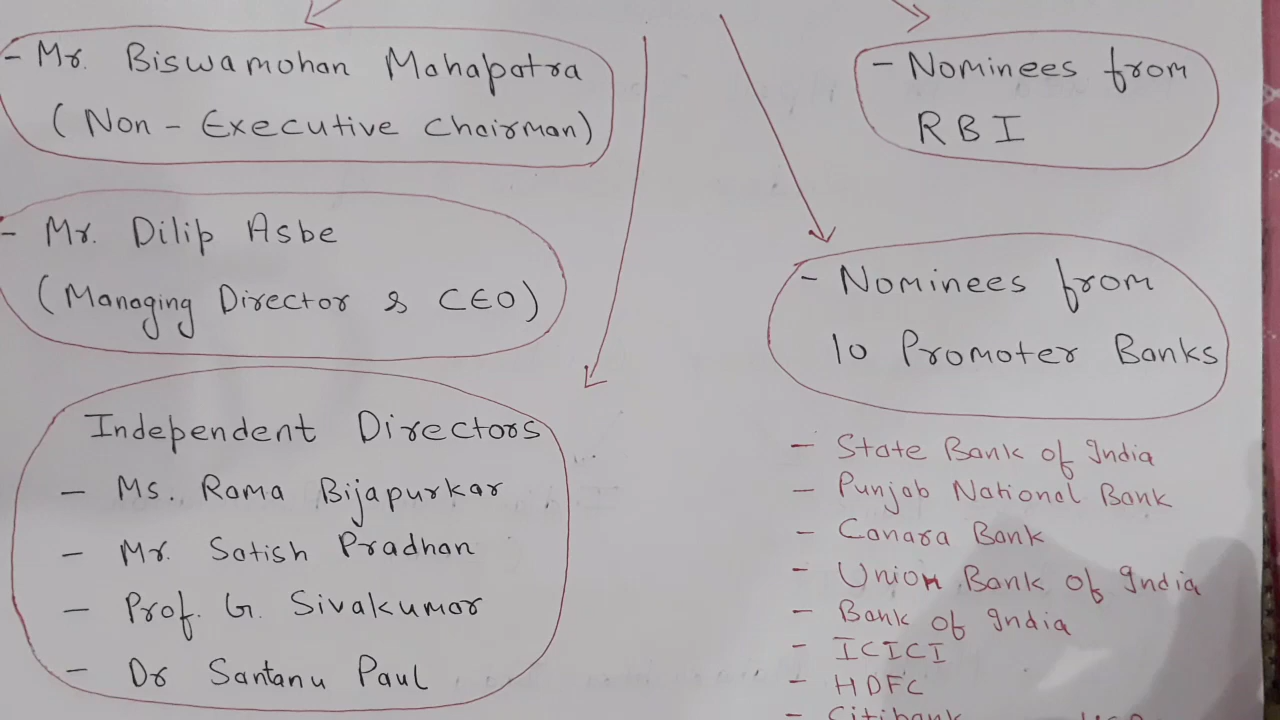 - Mr. Biswamohan Mahapatra
(Non - Executive Chairman)
- Mr. Dilip Asbe
(Managing Director & CEO)
Independent Directors
- Ms. Rama Bijapurkar
- Mr. Satish Pradhan
- Prof. G. Sivakumar
- Dr Santanu Paul
- Nominees from
RBI
- Nominees from
10 Promoter Banks
- State Bank of India
- Punjab National Bank
- Canara Bank
- Union Bank of India
- Bank of India
- ICICI
- HDFC
- Citibank